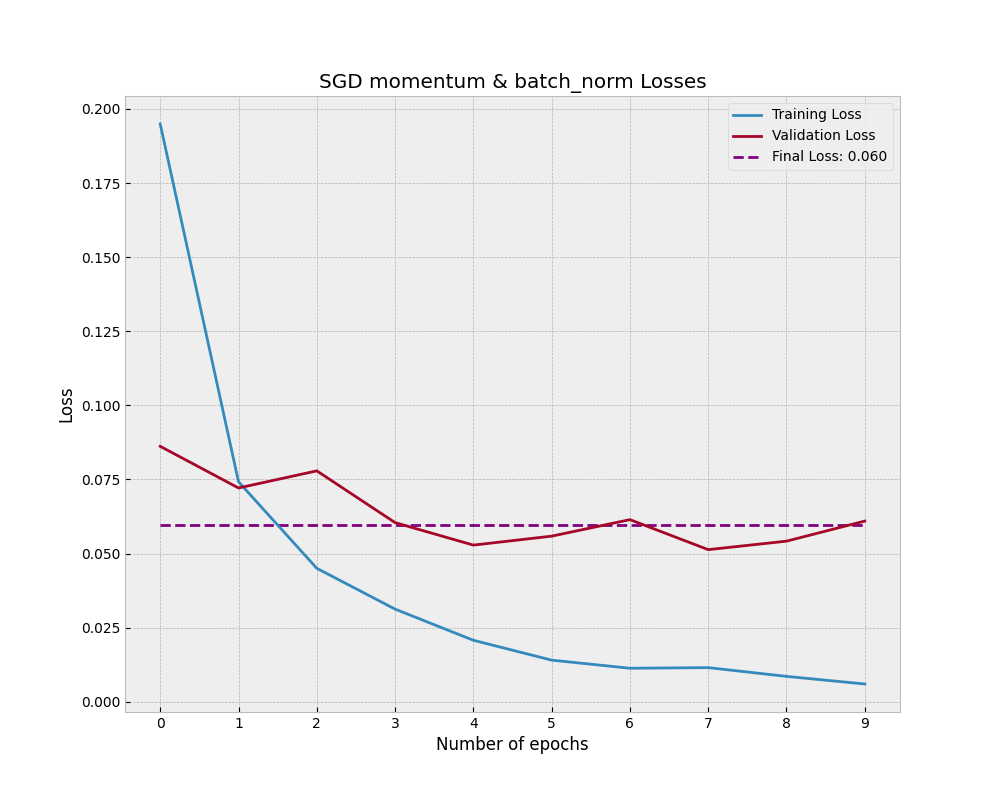 SGD momentum & batch_norm Losses
Training Loss
Validation Loss
Final Loss: 0.060
0.200
0.175
0.150
0.125
0.100
0.075
0.050
0.025
0.000
Loss
0 1 2 3 4 5 6 7 8 9
Number of epochs